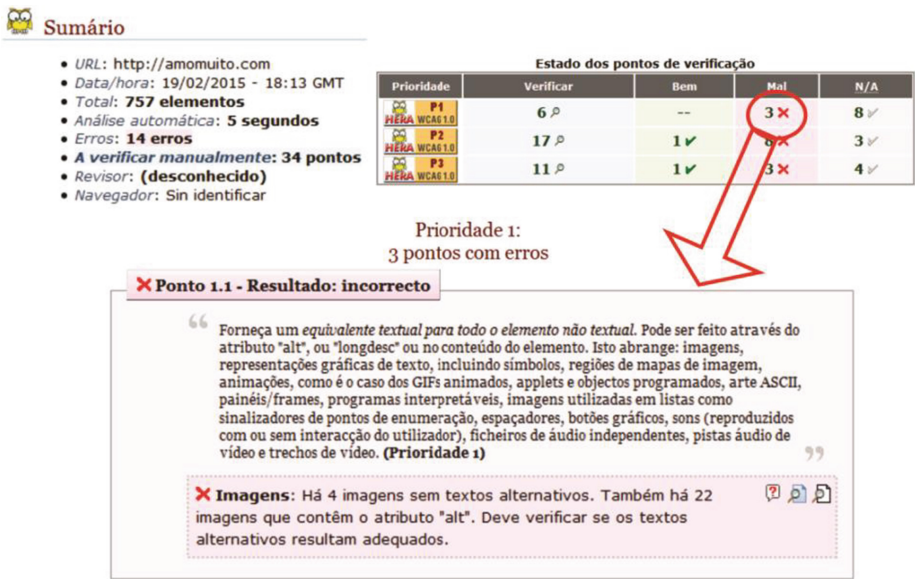 Sumário
• URL: http://amomuito.com
• Data/hora: 19/02/2015 - 18:13 GMT
• Total: 757 elementos
• Análise automática: 5 segundos
• Erros: 14 erros
• A verificar manualmente: 34 pontos
• Revisor: (desconhecido)
• Navegador: Sin identificar
Estado dos pontos de verificação
Prioridade Verificar Bem Mal N/A
HERA P1 WCAG 1.0 6 -- 3 8
HERA P2 WCAG 1.0 17 1 8 3
HERA P3 WCAG 1.0 11 1 3 4
Prioridade 1:
3 pontos com erros
Ponto 1.1 - Resultado: incorrecto
“ Forneça um equivalente textual para todo o elemento não textual. Pode ser feito através do
atributo "alt", ou "longdesc" ou no conteúdo do elemento. Isto abrange: imagens,
representações gráficas de texto, incluindo símbolos, regiões de mapas de imagem,
animações, como é o caso dos GIFs animados, applets e objectos programados, arte ASCII,
painéis/frames, programas interpretáveis, imagens utilizadas em listas como
sinalizadores de pontos de enumeração, espaçadores, botões gráficos, sons (reproduzidos
com ou sem interacção do utilizador), ficheiros de áudio independentes, pistas áudio de
vídeo e trechos de vídeo. (Prioridade 1) ”
Imagens: Há 4 imagens sem textos alternativos. Também há 22
imagens que contêm o atributo "alt". Deve verificar se os textos
alternativos resultam adequados.